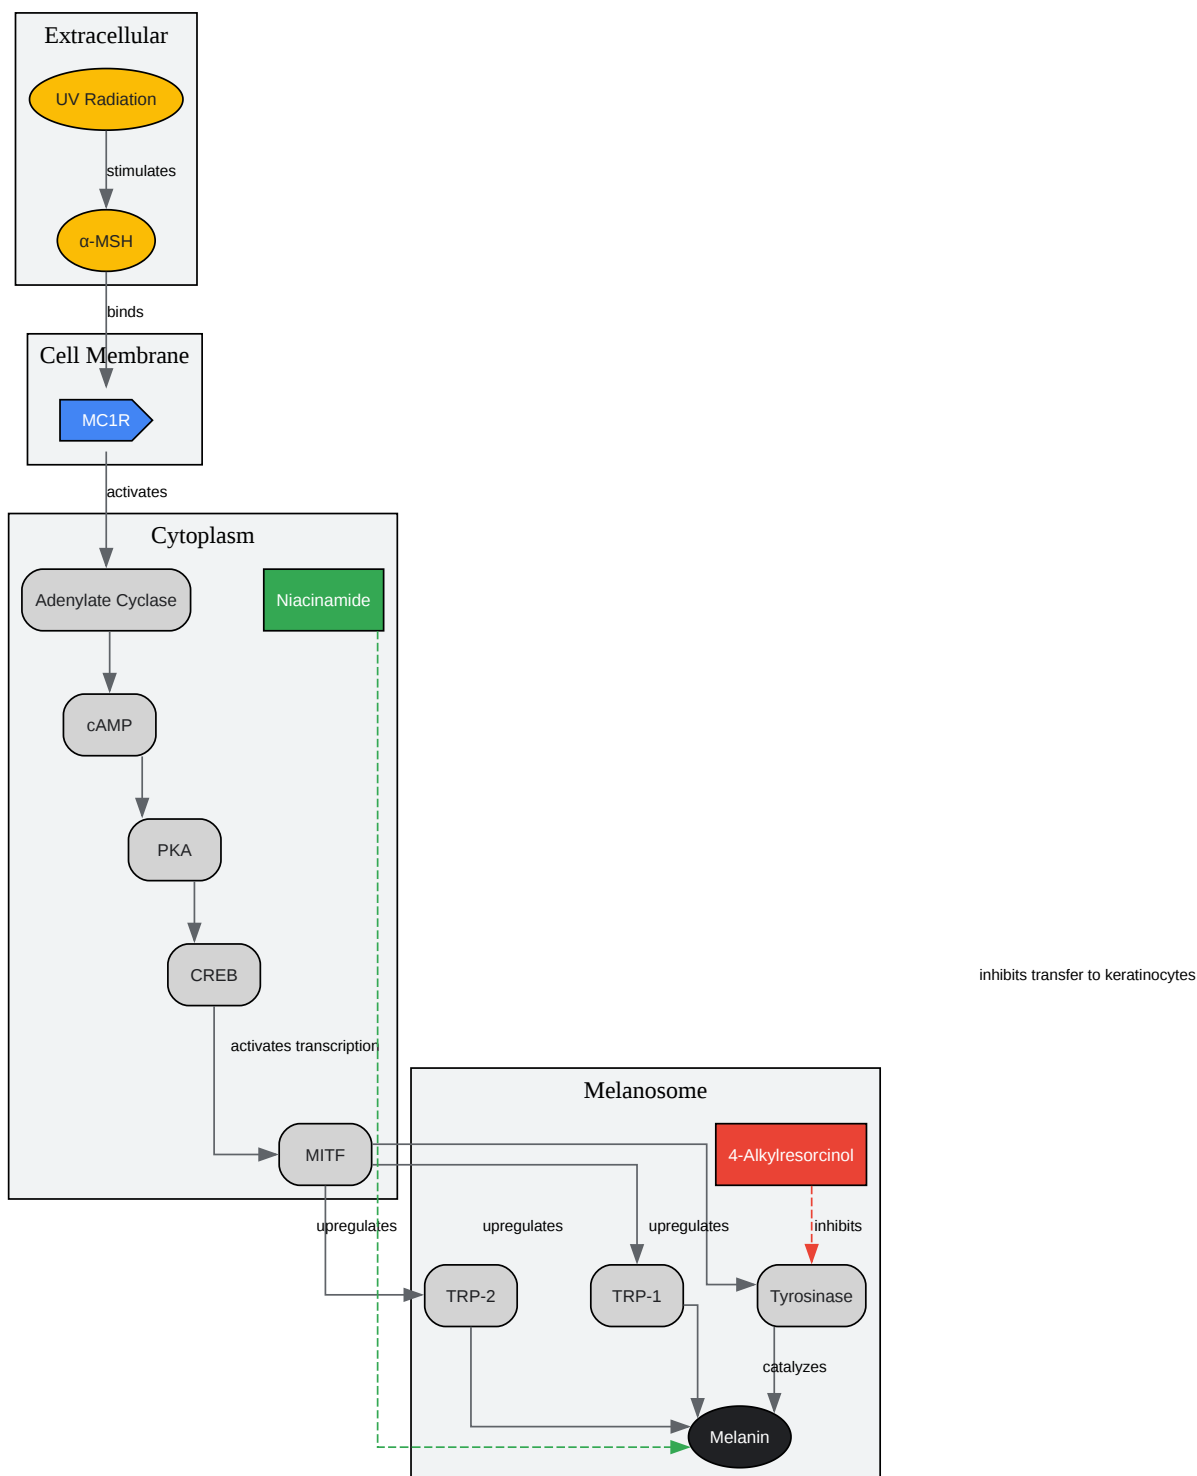 Extracellular
UV Radiation
stimulates
α-MSH
binds
Cell Membrane
MC1R
activates
Cytoplasm
Adenylate Cyclase
Niacinamide
cAMP
PKA
CREB
inhibits transfer to keratinocytes
activates transcription
Melanosome
MITF
4-Alkylresorcinol
upregulates
upregulates
upregulates
inhibits
TRP-2
TRP-1
Tyrosinase
catalyzes
Melanin